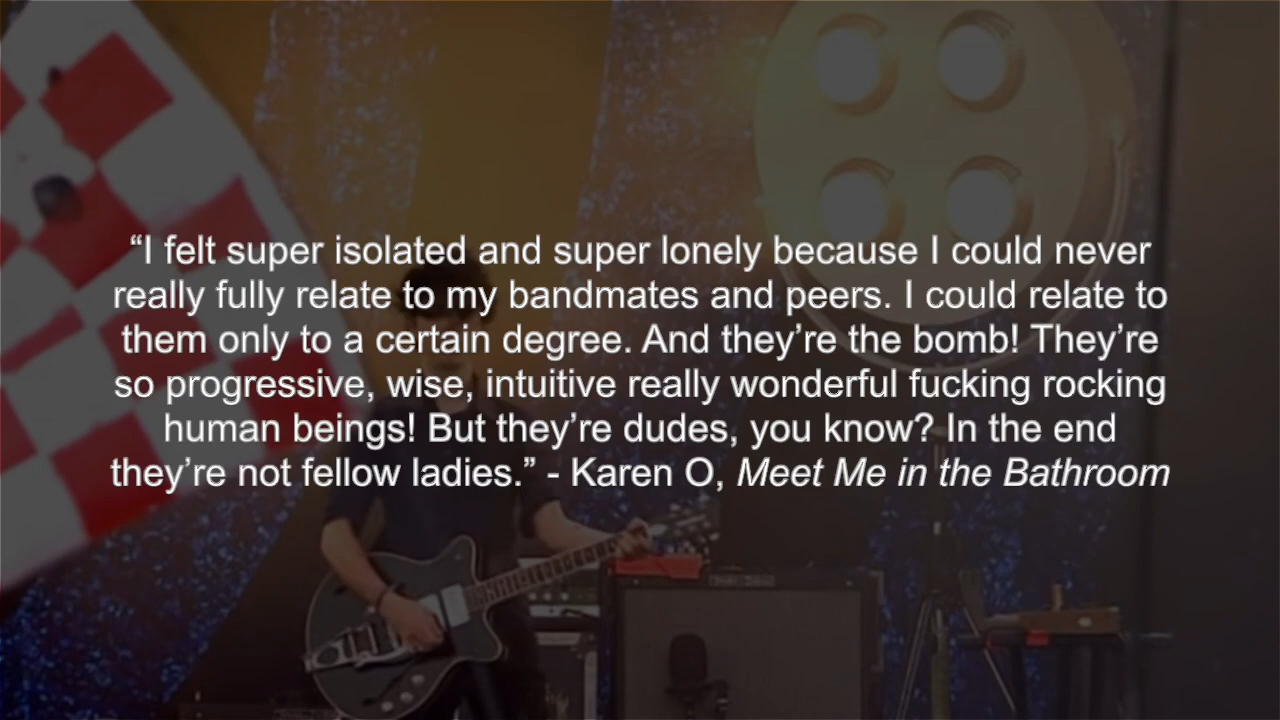 “I felt super isolated and super lonely because I could never
really fully relate to my bandmates and peers. I could relate to
them only to a certain degree. And they’re the bomb! They’re
so progressive, wise, intuitive really wonderful fucking rocking
human beings! But they’re dudes, you know? In the end
they’re not fellow ladies.” - Karen O, Meet Me in the Bathroom